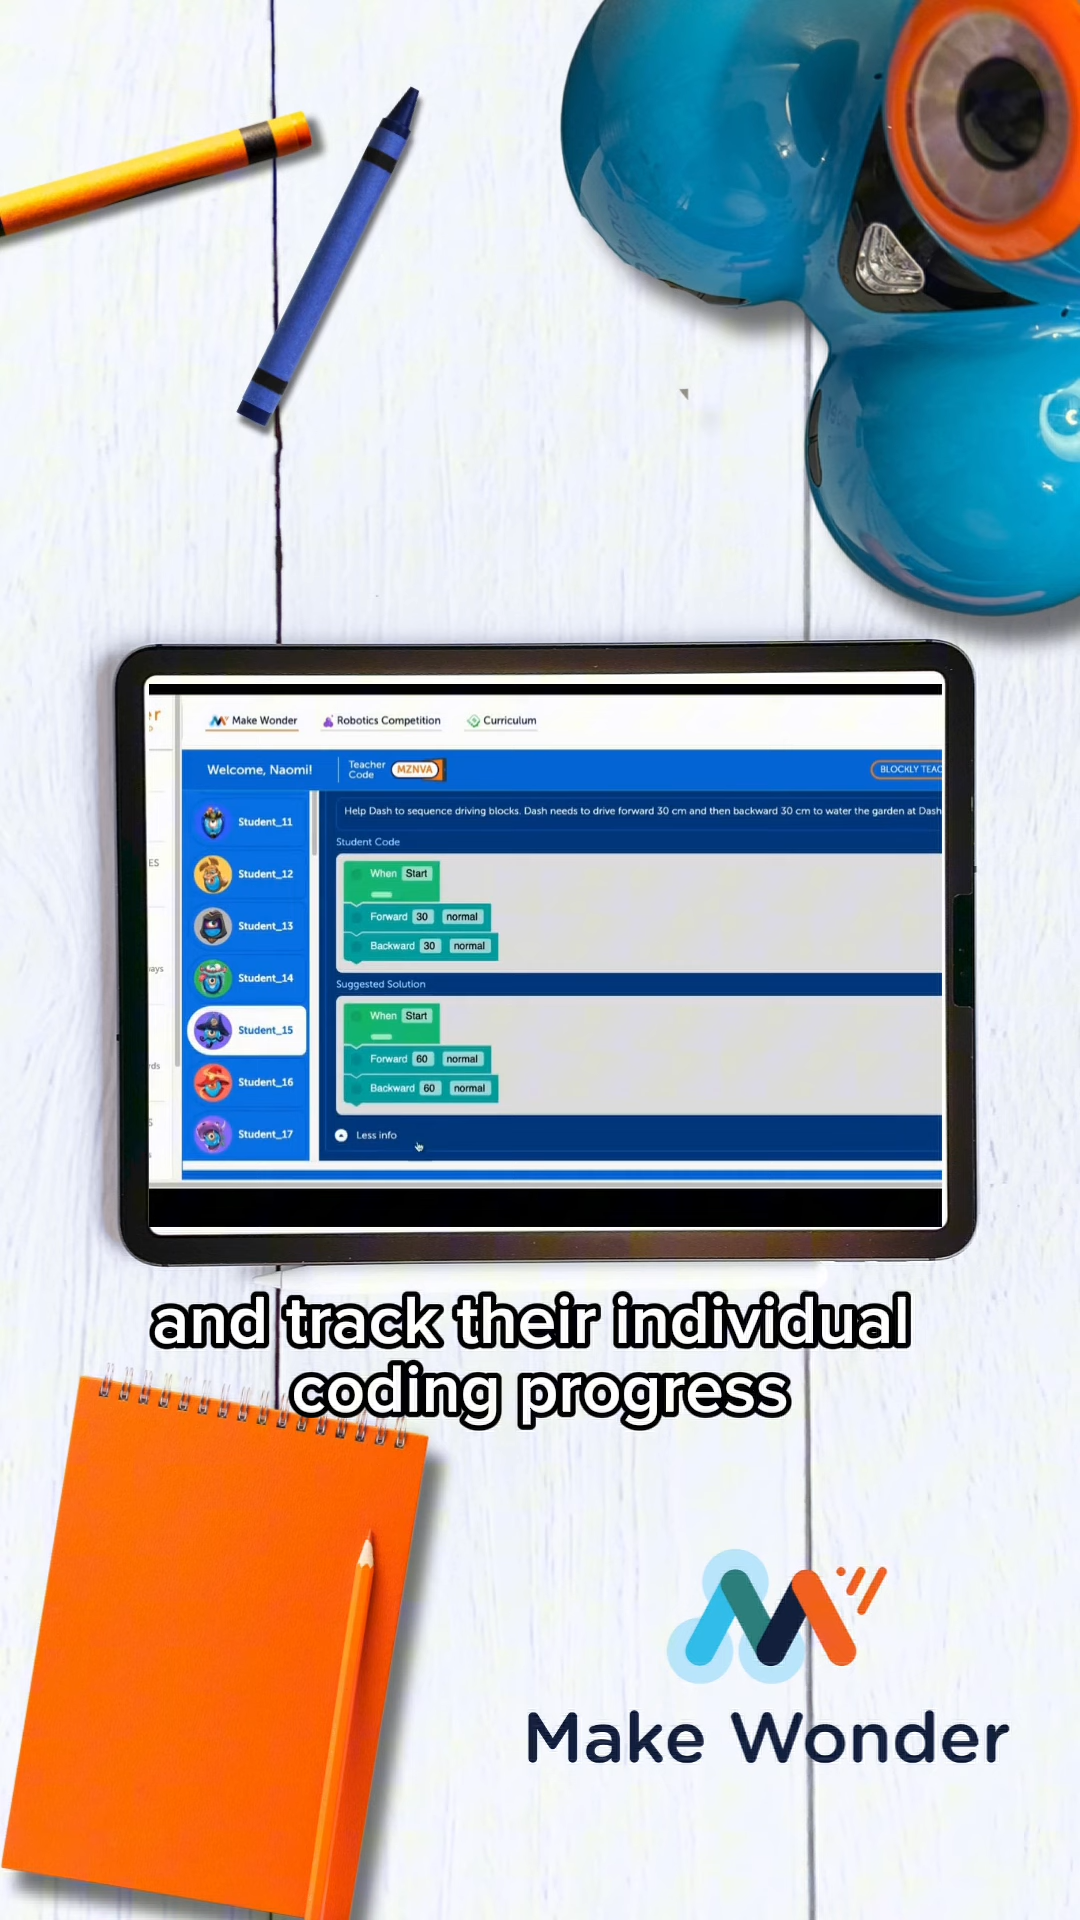 Make Wonder
Robotics Competition
Curriculum
Welcome, Naomi!
Teacher
Code
MZNVA
BLOCKLY TEAC
Help Dash to sequence driving blocks. Dash needs to drive forward 30 cm and then backward 30 cm to water the garden at Dash
Student_11
Student_12
Student_13
Student_14
Student_15
Student_16
Student_17
Student Code
When Start
Forward 30 normal
Backward 30 normal
Suggested Solution
When Start
Forward 60 normal
Backward 60 normal
Less info
and track their individual
coding progress
Make Wonder